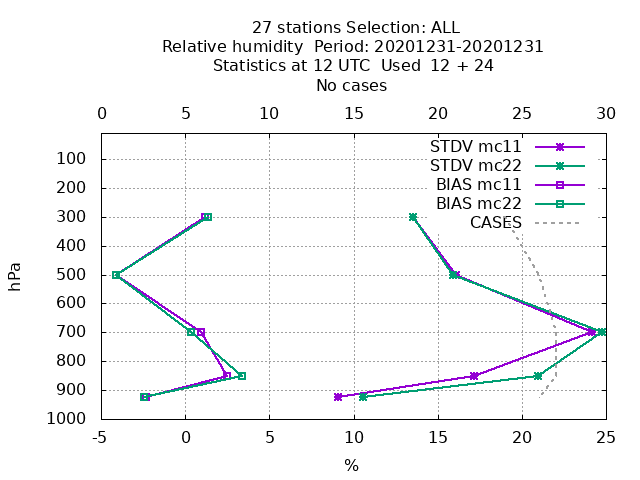 27 stations Selection: ALL
Relative humidity  Period: 20201231-20201231
Statistics at 12 UTC  Used  12 + 24
No cases
0 5 10 15 20 25 30
STDV mc11
STDV mc22
BIAS mc11
BIAS mc22
CASES
100
200
300
400
500
600
700
800
900
1000
hPa
-5 0 5 10 15 20 25
%